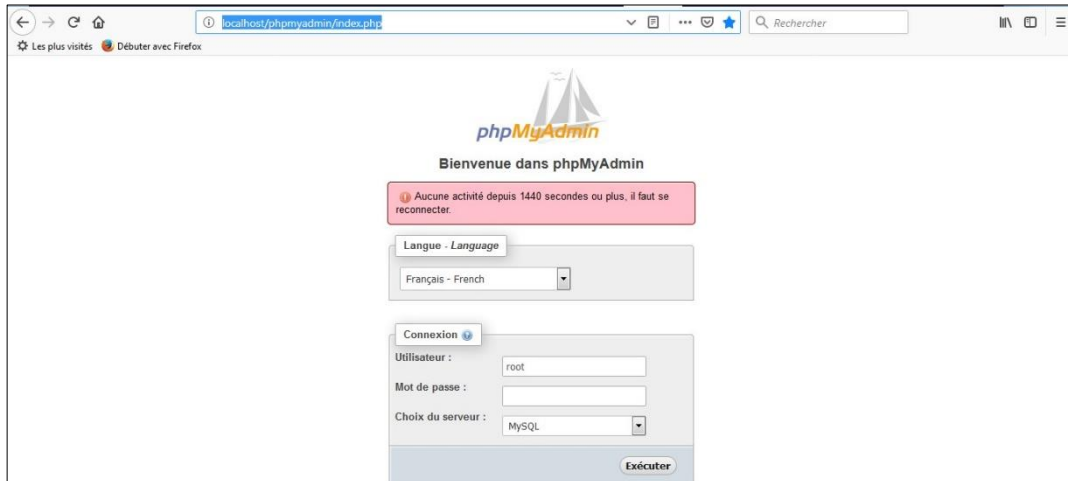 localhost/phpmyadmin/index.php
Rechercher
Les plus visités
Débuter avec Firefox
phpMyAdmin
Bienvenue dans phpMyAdmin
Aucune activité depuis 1440 secondes ou plus, il faut se
reconnecter.
Langue - Language
Français - French
Connexion
Utilisateur :
root
Mot de passe :
Choix du serveur :
MySQL
Exécuter